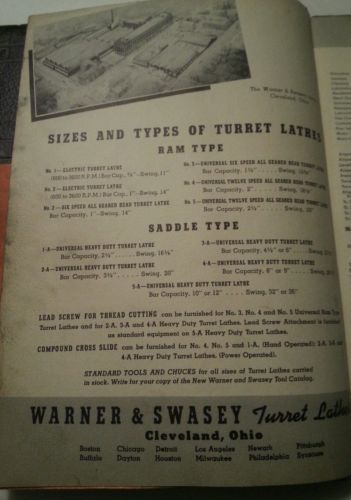 The Warner & Swasey
Cleveland, Ohio
SIZES AND TYPES OF TURRET LATHES
RAM TYPE
No. 1—ELECTRIC TURRET LATHE
Bar Cap., Swing, 11"
No. 2—ELECTRIC TURRET LATHE
Bar Cap., 1"—Swing, 14"
No. 2—SIX SPEED ALL GEARED HEAD TURRET LATHE
Bar Capacity, 1"—Swing, 14"
No. 3—UNIVERSAL SIX SPEED ALL GEARED HEAD TURRET LATHE
Bar Capacity, Swing,
No. 4—UNIVERSAL TWELVE SPEED ALL GEARED HEAD TURRET LATHE
Bar Capacity, 2" . . . . . Swing,
No. 5—UNIVERSAL TWELVE SPEED ALL GEARED HEAD TURRET LATHE
Bar Capacity, 2½" . . . . . Swing, 20"
SADDLE TYPE
1-A—UNIVERSAL HEAVY DUTY TURRET LATHE
Bar Capacity, 2½" . . . . . Swing,
2-A—UNIVERSAL HEAVY DUTY TURRET LATHE
Bar Capacity, 3½" . . . . . Swing, 20"
3-A—UNIVERSAL HEAVY DUTY TURRET LATHE
Bar Capacity, 4½" or 6" Swing,
4-A—UNIVERSAL HEAVY DUTY TURRET LATHE
Bar Capacity, 8" or 9" Swing,
5-A—UNIVERSAL HEAVY DUTY TURRET LATHE
Bar Capacity, 10" or 12" . . . . Swing, 32" or 36"
LEAD SCREW FOR THREAD CUTTING can be furnished for No. 3, No. 4 and No. 5 Universal Ram Type
Turret Lathes and for 2-A, 3-A and 4-A Heavy Duty Turret Lathes. Lead Screw Attachment is furnished
as standard equipment on 5-A Heavy Duty Turret Lathes.
COMPOUND CROSS SLIDE can be furnished for No. 4, No. 5 and 1-A, (Hand Operated); 2-A, 3-A and
4-A Heavy Duty Turret Lathes, (Power Operated).
STANDARD TOOLS AND CHUCKS for all sizes of Turret Lathes carried
in stock. Write for your copy of the New Warner and Swasey Tool Catalog.
WARNER & SWASEY Turret Lathes
Cleveland, Ohio
Boston Chicago Detroit Los Angeles Newark Pittsburgh
Buffalo Dayton Houston Milwaukee Philadelphia Syracuse